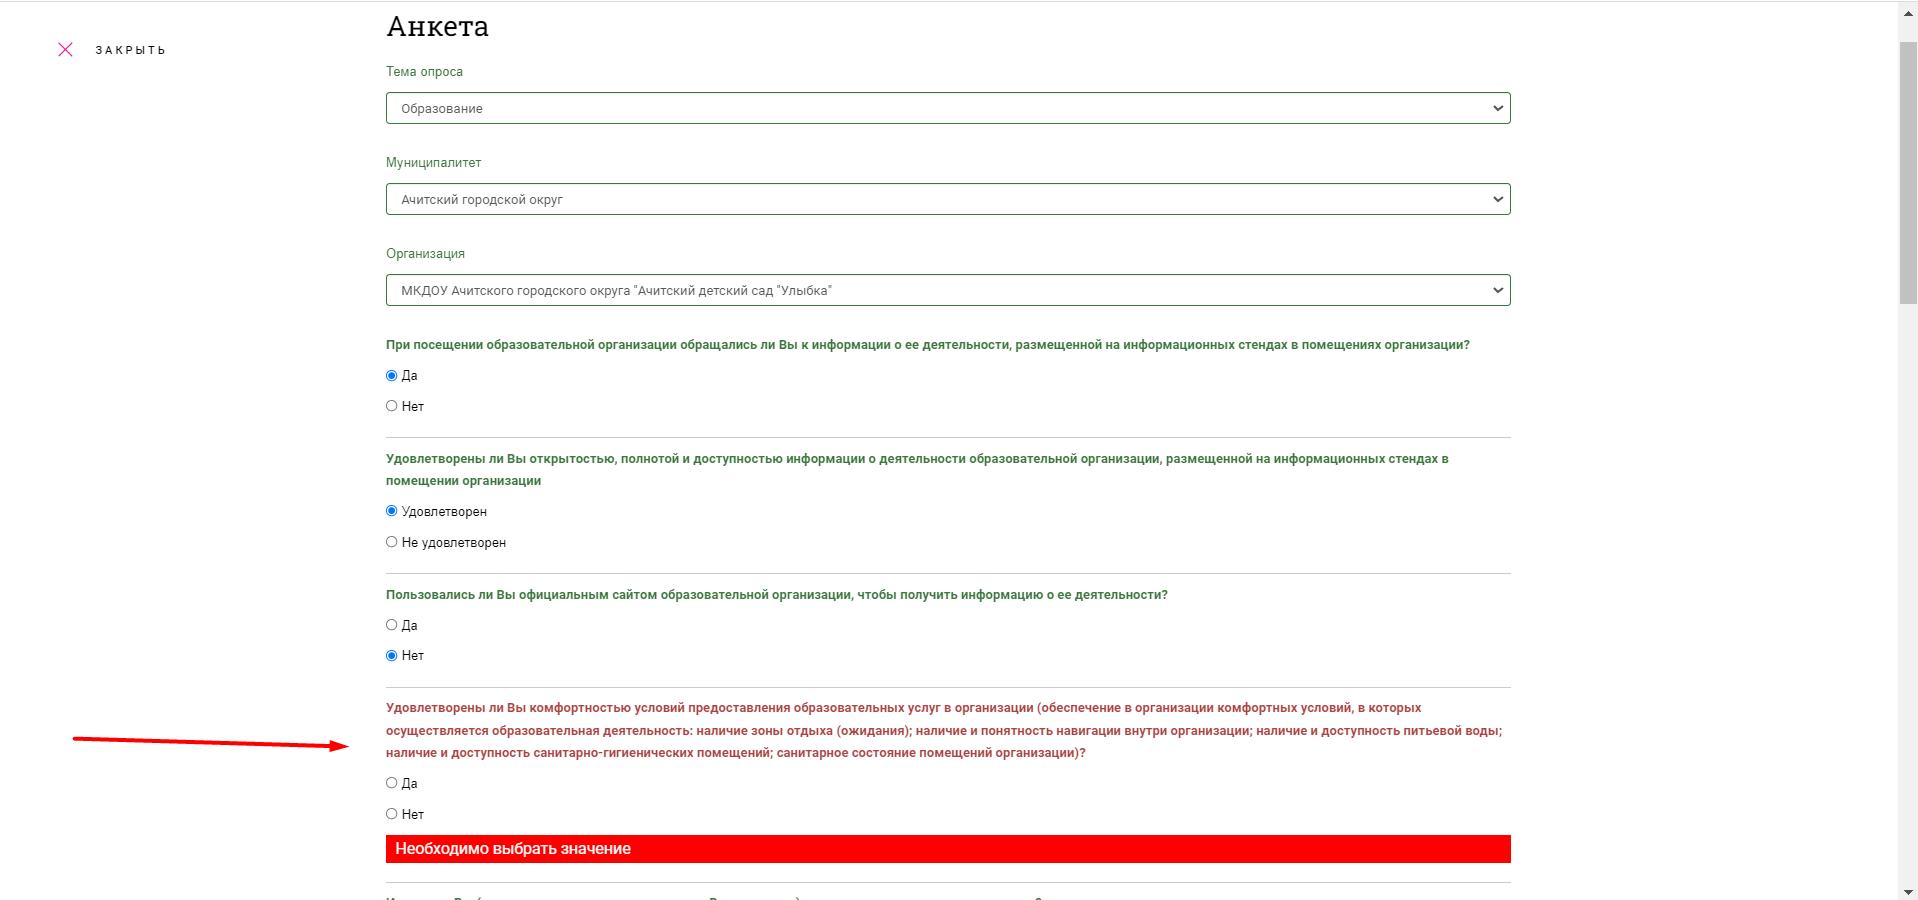 Анкета
ЗАКРЫТЬ
Тема опроса
Образование
Муниципалитет
Ачитский городской округ
Организация
МКДОУ Ачитского городского округа "Ачитский детский сад "Улыбка"
При посещении образовательной организации обращались ли Вы к информации о ее деятельности, размещенной на информационных стендах в помещениях организации?
Да
Нет
Удовлетворены ли Вы открытостью, полнотой и доступностью информации о деятельности образовательной организации, размещенной на информационных стендах в
помещении организации
Удовлетворен
Не удовлетворен
Пользовались ли Вы официальным сайтом образовательной организации, чтобы получить информацию о ее деятельности?
Да
Нет
Удовлетворены ли Вы комфортностью условий предоставления образовательных услуг в организации (обеспечение в организации комфортных условий, в которых
осуществляется образовательная деятельность: наличие зоны отдыха (ожидания); наличие и понятность навигации внутри организации; наличие и доступность питьевой воды;
наличие и доступность санитарно-гигиенических помещений; санитарное состояние помещений организации)?
Да
Нет
Необходимо выбрать значение